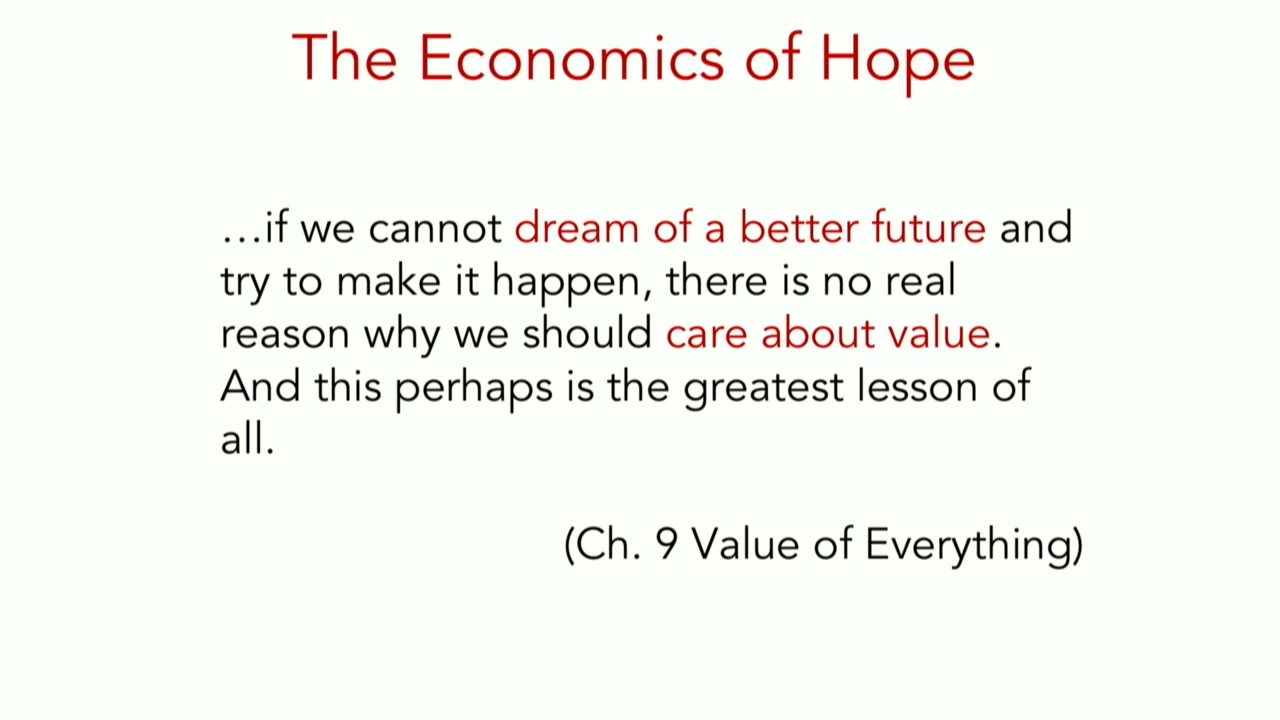 The Economics of Hope
…if we cannot dream of a better future and
try to make it happen, there is no real
reason why we should care about value.
And this perhaps is the greatest lesson of
all.
(Ch. 9 Value of Everything)